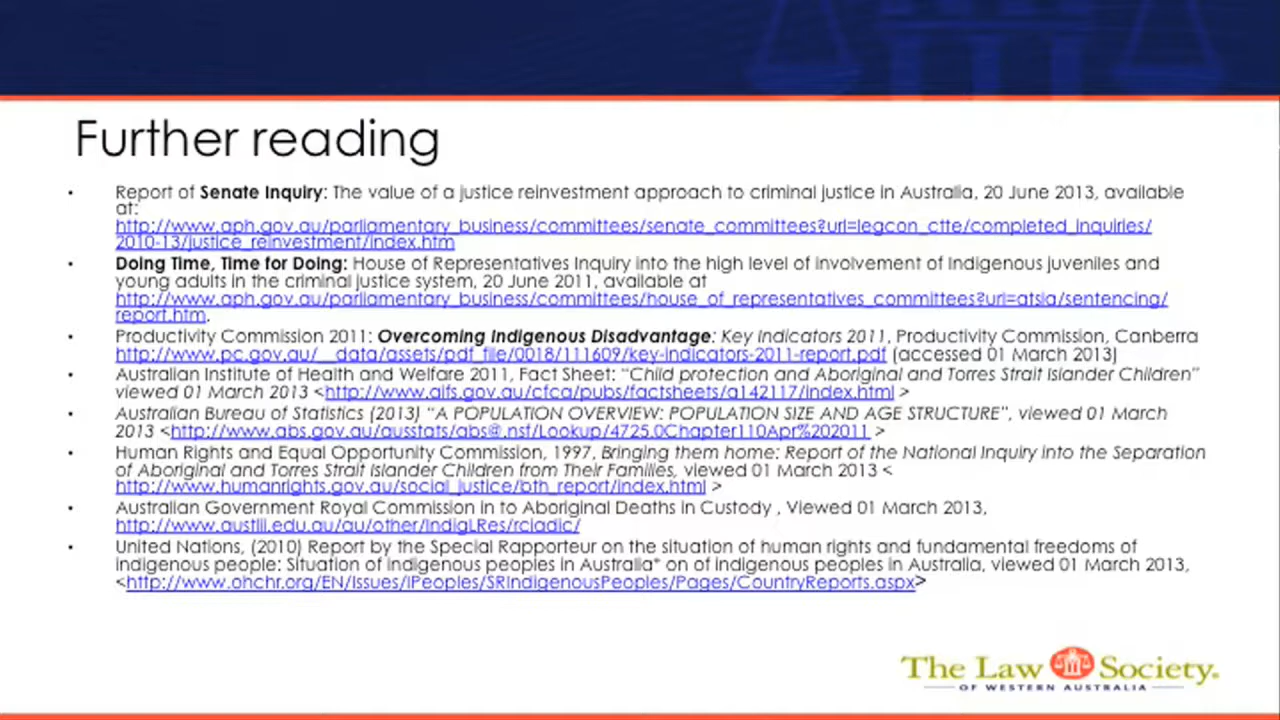 Further reading
• Report of Senate Inquiry: The value of a justice reinvestment approach to criminal justice in Australia, 20 June 2013, available
at:
http://www.aph.gov.au/parliamentary_business/committees/senate_committees?url=legcon_ctte/completed_inquiries/
2010-13/justice_reinvestment/index.htm
• Doing Time, Time for Doing: House of Representatives Inquiry into the high level of involvement of Indigenous juveniles and
young adults in the criminal justice system, 20 June 2011, available at
http://www.aph.gov.au/parliamentary_business/committees/house_of_representatives_committees?url=atsia/sentencing/
report.htm.
• Productivity Commission 2011: Overcoming Indigenous Disadvantage: Key Indicators 2011, Productivity Commission, Canberra
http://www.pc.gov.au/__data/assets/pdf_file/0018/111609/key-indicators-2011-report.pdf (accessed 01 March 2013)
• Australian Institute of Health and Welfare 2011, Fact Sheet: “Child protection and Aboriginal and Torres Strait Islander Children”
viewed 01 March 2013 <http://www.aifs.gov.au/cfca/pubs/factsheets/a142117/index.html >
• Australian Bureau of Statistics (2013) “A POPULATION OVERVIEW: POPULATION SIZE AND AGE STRUCTURE”, viewed 01 March
2013 <http://www.abs.gov.au/ausstats/abs@.nsf/Lookup/4725.0Chapter110Apr%202011 >
• Human Rights and Equal Opportunity Commission, 1997, Bringing them home: Report of the National Inquiry into the Separation
of Aboriginal and Torres Strait Islander Children from Their Families, viewed 01 March 2013 <
http://www.humanrights.gov.au/social_justice/bth_report/index.html >
• Australian Government Royal Commission in to Aboriginal Deaths in Custody , Viewed 01 March 2013,
http://www.austlii.edu.au/au/other/IndigLRes/rciadic/
• United Nations, (2010) Report by the Special Rapporteur on the situation of human rights and fundamental freedoms of
indigenous people: Situation of indigenous peoples in Australia" on of indigenous peoples in Australia, viewed 01 March 2013,
<http://www.ohchr.org/EN/Issues/IPeoples/SRIndigenousPeoples/Pages/CountryReports.aspx>
The Law Society
OF WESTERN AUSTRALIA